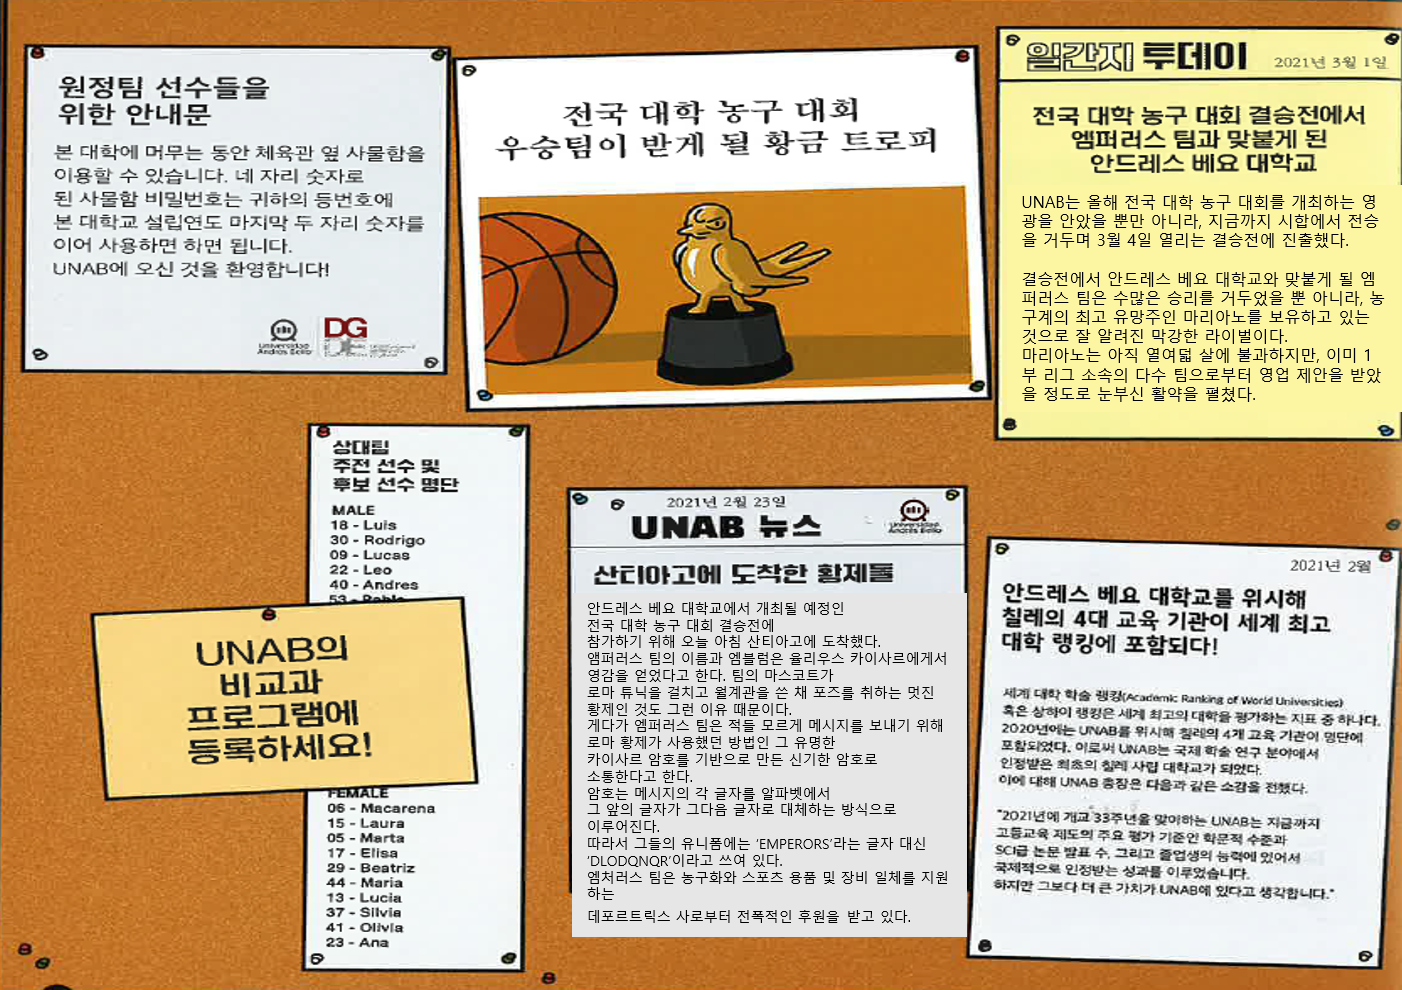 원정팀 선수들을
위한 안내문
본 대학에 머무는 동안 체육관 옆 사물함을
이용할 수 있습니다. 네 자리 숫자로
된 사물함 비밀번호는 귀하의 등번호에
본 대학교 설립연도 마지막 두 자리 숫자를
이어 사용하면 하면 됩니다.
UNAB에 오신 것을 환영합니다!
Universidad
Andrés Bello
DG
전국 대학 농구 대회
우승팀이 받게 될 황금 트로피
일간지 투데이
2021년 3월 1일
전국 대학 농구 대회 결승전에서
엠퍼러스 팀과 맞붙게 된
안드레스 베요 대학교
UNAB는 올해 전국 대학 농구 대회를 개최하는 영
광을 안았을 뿐만 아니라, 지금까지 시합에서 전승
을 거두며 3월 4일 열리는 결승전에 진출했다.
결승전에서 안드레스 베요 대학교와 맞붙게 될 엠
퍼러스 팀은 수많은 승리를 거두었을 뿐 아니라, 농
구계의 최고 유망주인 마리아노를 보유하고 있는
것으로 잘 알려진 막강한 라이벌이다.
마리아노는 아직 열여덟 살에 불과하지만, 이미 1
부 리그 소속의 다수 팀으로부터 영업 제안을 받았
을 정도로 눈부신 활약을 펼쳤다.
상대팀
주전 선수 및
후보 선수 명단
MALE
18 - Luis
30 - Rodrigo
09 - Lucas
22 - Leo
40 - Andres
53 - Pablo
UNAB의
비교과
프로그램에
등록하세요!
FEMALE
06 - Macarena
15 - Laura
05 - Marta
17 - Elisa
29 - Beatriz
44 - Maria
13 - Lucia
37 - Silvia
41 - Olivia
23 - Ana
2021년 2월 23일
UNAB 뉴스
Universidad
Andrés Bello
산티아고에 도착한 황제들
안드레스 베요 대학교에서 개최될 예정인
전국 대학 농구 대회 결승전에
참가하기 위해 오늘 아침 산티아고에 도착했다.
앰퍼러스 팀의 이름과 엠블럼은 율리우스 카이사르에게서
영감을 얻었다고 한다. 팀의 마스코트가
로마 튜닉을 걸치고 월계관을 쓴 채 포즈를 취하는 멋진
황제인 것도 그런 이유 때문이다.
게다가 엠퍼러스 팀은 적들 모르게 메시지를 보내기 위해
로마 황제가 사용했던 방법인 그 유명한
카이사르 암호를 기반으로 만든 신기한 암호로
소통한다고 한다.
암호는 메시지의 각 글자를 알파벳에서
그 앞의 글자가 그다음 글자로 대체하는 방식으로
이루어진다.
따라서 그들의 유니폼에는 ‘EMPERORS’라는 글자 대신
‘DLODQNQR’이라고 쓰여 있다.
엠처러스 팀은 농구화와 스포츠 용품 및 장비 일체를 지원
하는
데포르트릭스 사로부터 전폭적인 후원을 받고 있다.
2021년 2월
안드레스 베요 대학교를 위시해
칠레의 4대 교육 기관이 세계 최고
대학 랭킹에 포함되다!
세계 대학 학술 랭킹(Academic Ranking of World Universities)
혹은 상하이 랭킹은 세계 최고의 대학을 평가하는 지표 중 하나다.
2020년에는 UNAB를 위시해 칠레의 4개 교육 기관이 명단에
포함되었다. 이로써 UNAB는 국제 학술 연구 분야에서
인정받은 최초의 칠레 사립 대학교가 되었다.
이에 대해 UNAB 총장은 다음과 같은 소감을 전했다.
"2021년에 개교 33주년을 맞이하는 UNAB는 지금까지
고등교육 제도의 주요 평가 기준인 학문적 수준과
SCI급 논문 발표 수, 그리고 졸업생의 능력에 있어서
국제적으로 인정받는 성과를 이루었습니다.
하지만 그보다 더 큰 가치가 UNAB에 있다고 생각합니다."